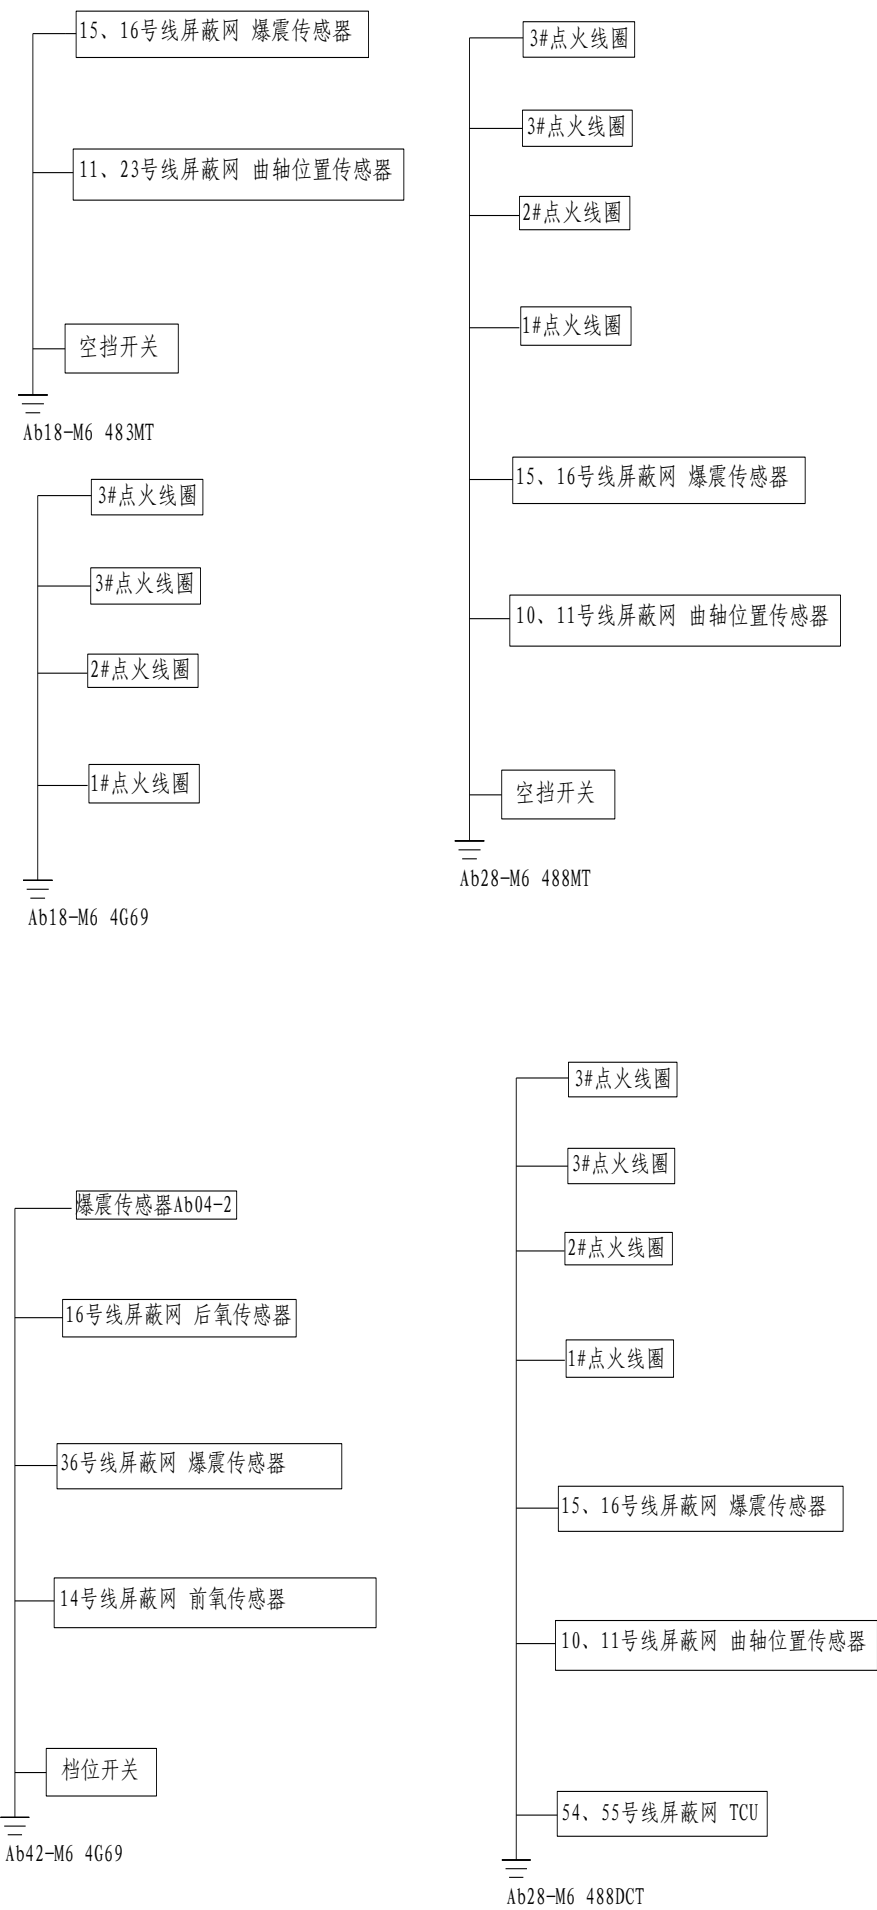 15、16号线屏蔽网 爆震传感器
11、23号线屏蔽网 曲轴位置传感器
空挡开关
Ab18-M6 483MT
3#点火线圈
3#点火线圈
2#点火线圈
1#点火线圈
Ab18-M6 4G69
3#点火线圈
3#点火线圈
2#点火线圈
1#点火线圈
15、16号线屏蔽网 爆震传感器
10、11号线屏蔽网 曲轴位置传感器
空挡开关
Ab28-M6 488MT
爆震传感器Ab04-2
16号线屏蔽网 后氧传感器
36号线屏蔽网 爆震传感器
14号线屏蔽网 前氧传感器
档位开关
Ab42-M6 4G69
3#点火线圈
3#点火线圈
2#点火线圈
1#点火线圈
15、16号线屏蔽网 爆震传感器
10、11号线屏蔽网 曲轴位置传感器
54、55号线屏蔽网 TCU
Ab28-M6 488DCT